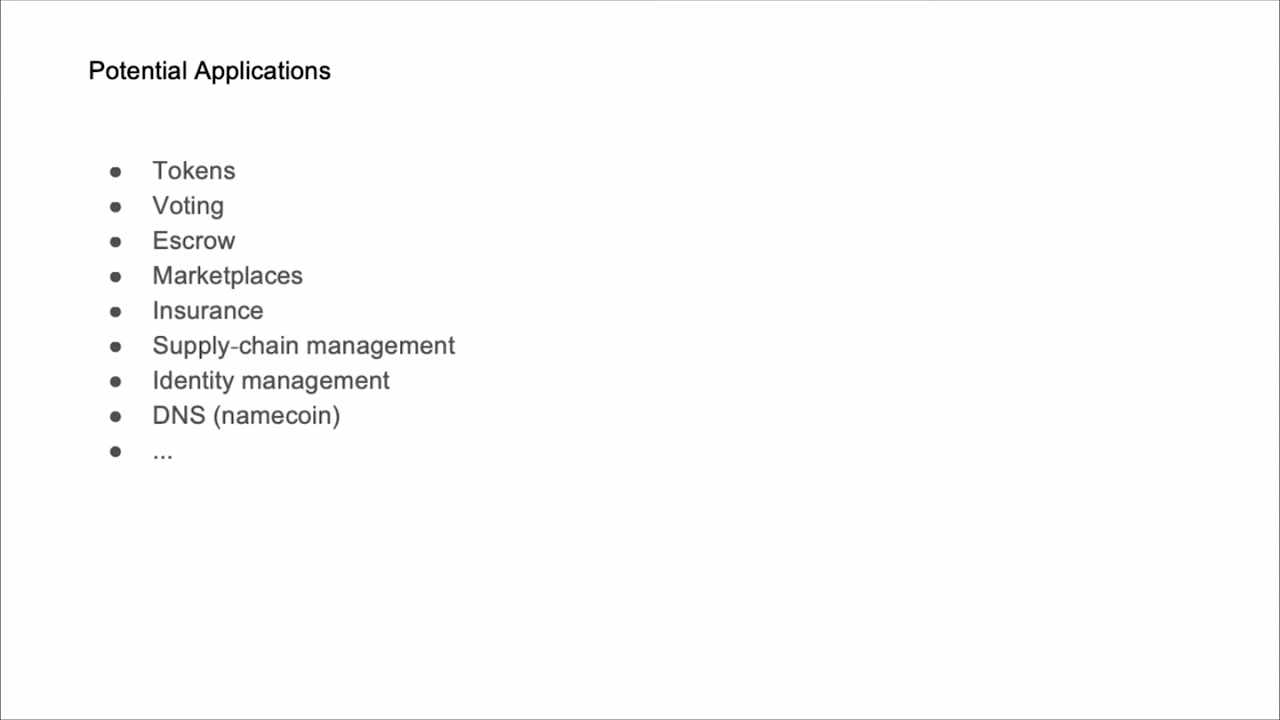 Potential Applications
● Tokens
● Voting
● Escrow
● Marketplaces
● Insurance
● Supply-chain management
● Identity management
● DNS (namecoin)
● ...